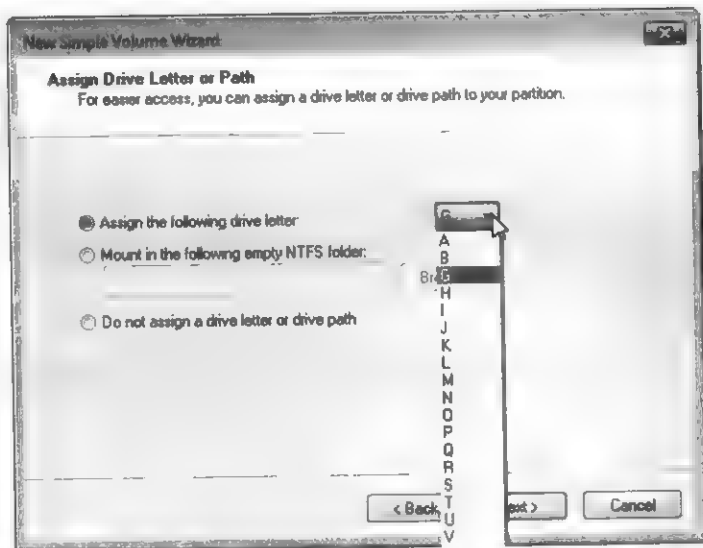 New Simple Volume Wizard
Assign Drive Letter or Path
For easier access, you can assign a drive letter or drive path to your partition.
Assign the following drive letter
G
Mount in the following empty NTFS folder:
Do not assign a drive letter or drive path
A
B
G
H
I
J
K
L
M
N
O
P
Q
R
S
T
U
V
< Back
ext >
Cancel